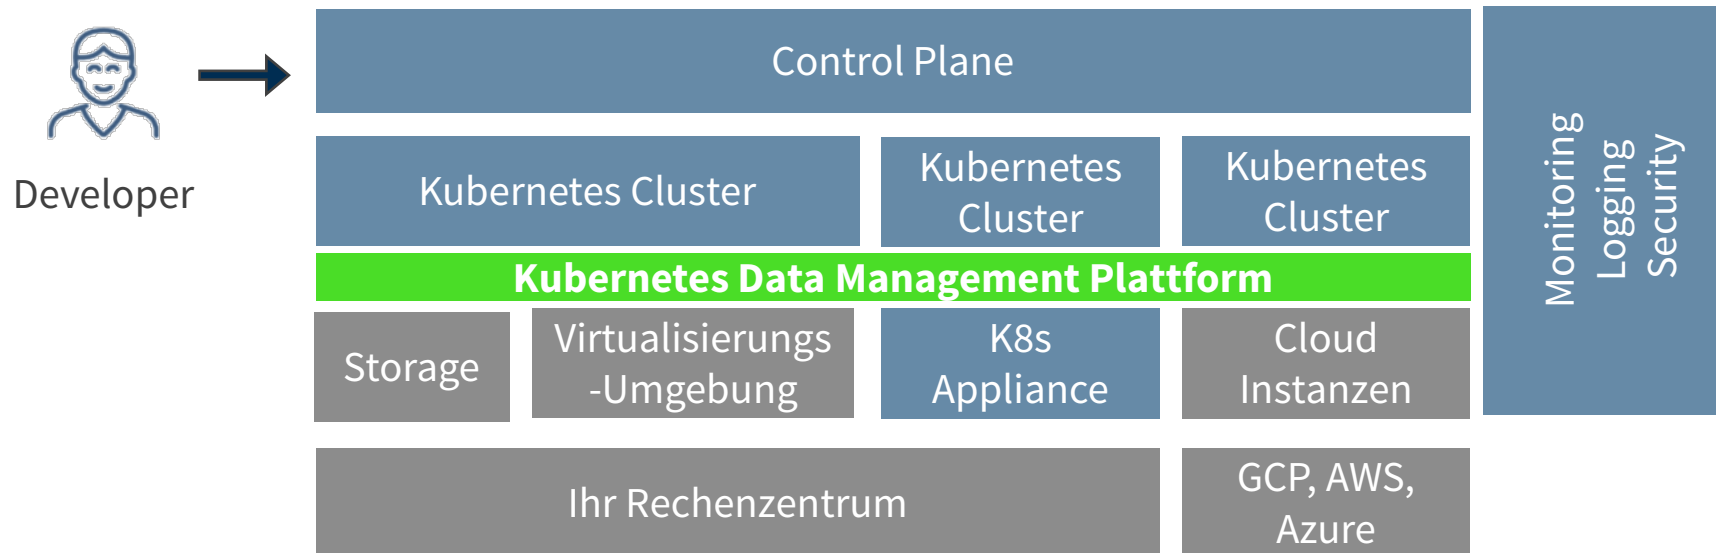 Control Plane
Developer
Kubernetes Cluster
Kubernetes
Cluster
Kubernetes
Cluster
Kubernetes Data Management Plattform
Storage
Virtualisierungs
-Umgebung
K8s
Appliance
Cloud
Instanzen
Ihr Rechenzentrum
GCP, AWS,
Azure
Monitoring
Logging
Security